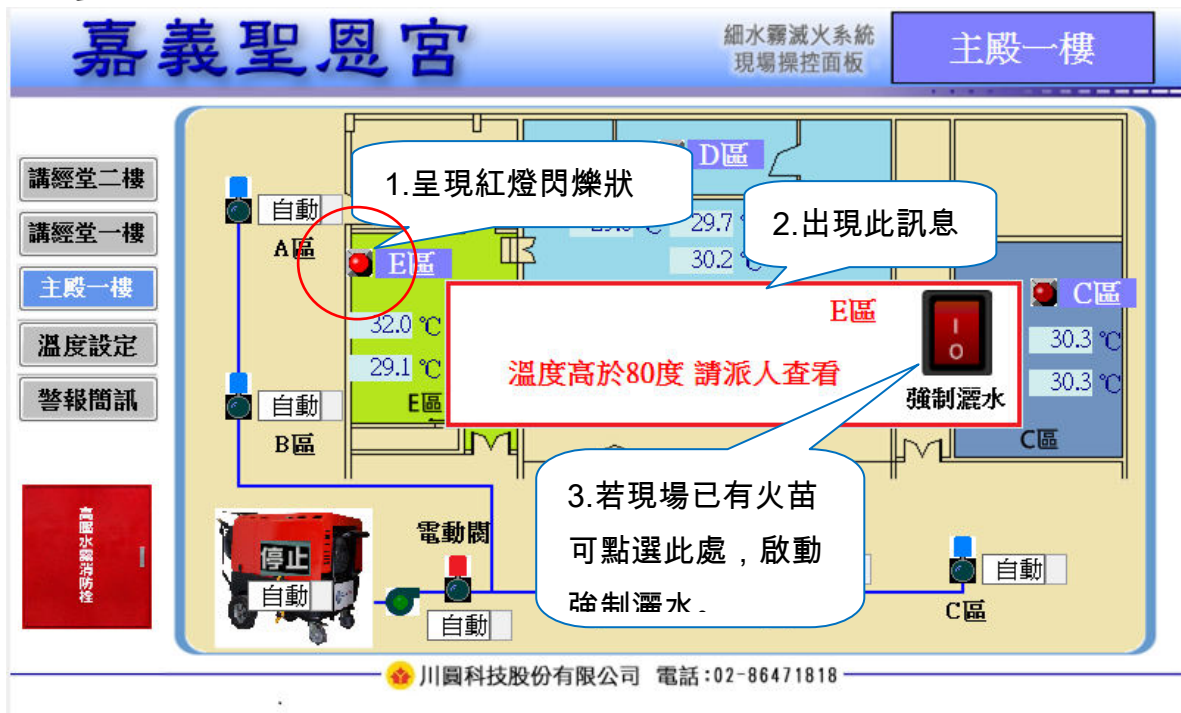 嘉義聖恩宮
細水霧滅火系統
現場操控面板
主殿一樓
講經堂二樓
講經堂一樓
主殿一樓
溫度設定
警報簡訊
高壓水霧消防栓
自動
A區
自動
B區
1.呈現紅燈閃爍狀
D區
29.7
30.2 ℃
2.出現此訊息
E區
32.0 ℃
29.1 ℃
E區
E區
溫度高於80度 請派人查看
I
O
強制灑水
C區
30.3 ℃
30.3 ℃
C區
3.若現場已有火苗
可點選此處，啟動
強制灑水。
停止
自動
電動閥
自動
自動
C區
川圓科技股份有限公司 電話:02-86471818